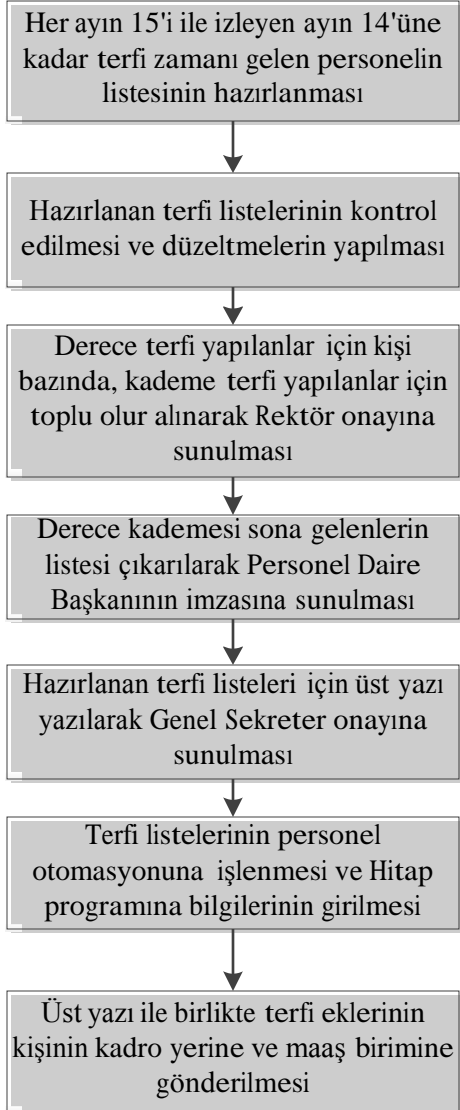 Her ayın 15'i ile izleyen ayın 14'üne
kadar terfi zamanı gelen personelin
listesinin hazırlanması
Hazırlanan terfi listelerinin kontrol
edilmesi ve düzeltmelerin yapılması
Derece terfi yapılanlar için kişi
bazında, kademe terfi yapılanlar için
toplu olur alınarak Rektör onayına
sunulması
Derece kademesi sona gelenlerin
listesi çıkarılarak Personel Daire
Başkanının imzasına sunulması
Hazırlanan terfi listeleri için üst yazı
yazılarak Genel Sekreter onayına
sunulması
Terfi listelerinin personel
otomasyonuna işlenmesi ve Hitap
programına bilgilerinin girilmesi
Üst yazı ile birlikte terfi eklerinin
kişinin kadro yerine ve maaş birimine
gönderilmesi